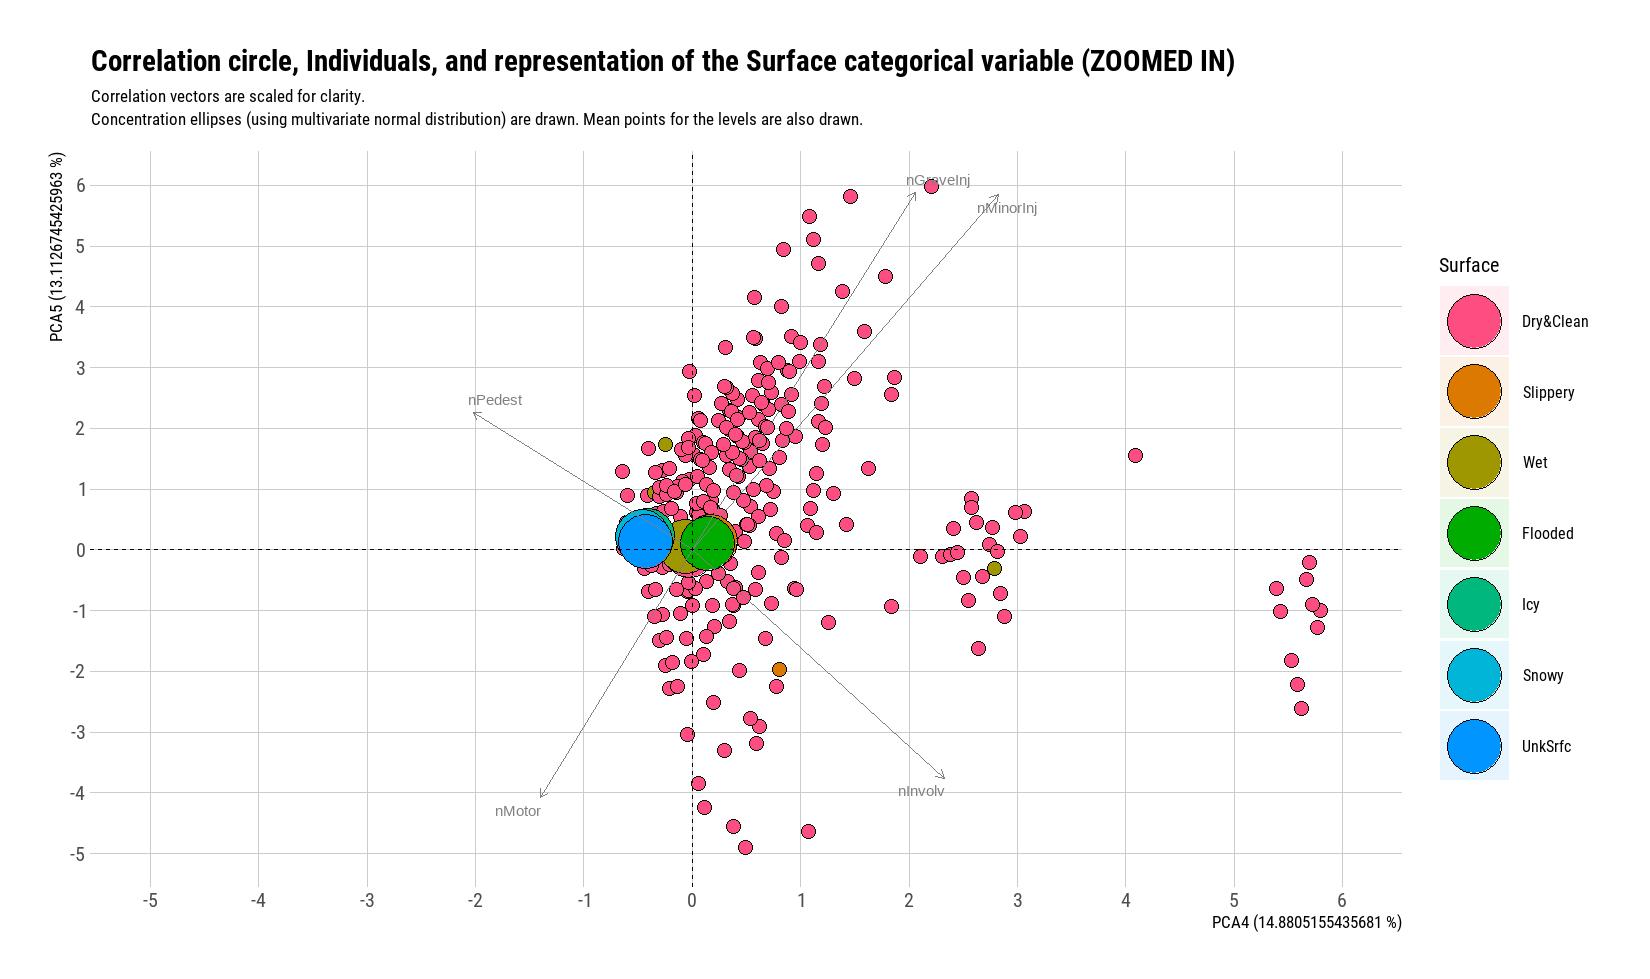 Correlation circle, Individuals, and representation of the Surface categorical variable (ZOOMED IN)
Correlation vectors are scaled for clarity.
Concentration ellipses (using multivariate normal distribution) are drawn. Mean points for the levels are also drawn.
PCA5 (13.1126745425963 %)
6
5
4
3
2
1
0
-1
-2
-3
-4
-5
nGraveInj
nMinorInj
nPedest
nInvolv
nMotor
-5
-4
-3
-2
-1
0
1
2
3
4
5
6
PCA4 (14.8805155435681 %)
Surface
Dry&Clean
Slippery
Wet
Flooded
Icy
Snowy
UnkSrfc